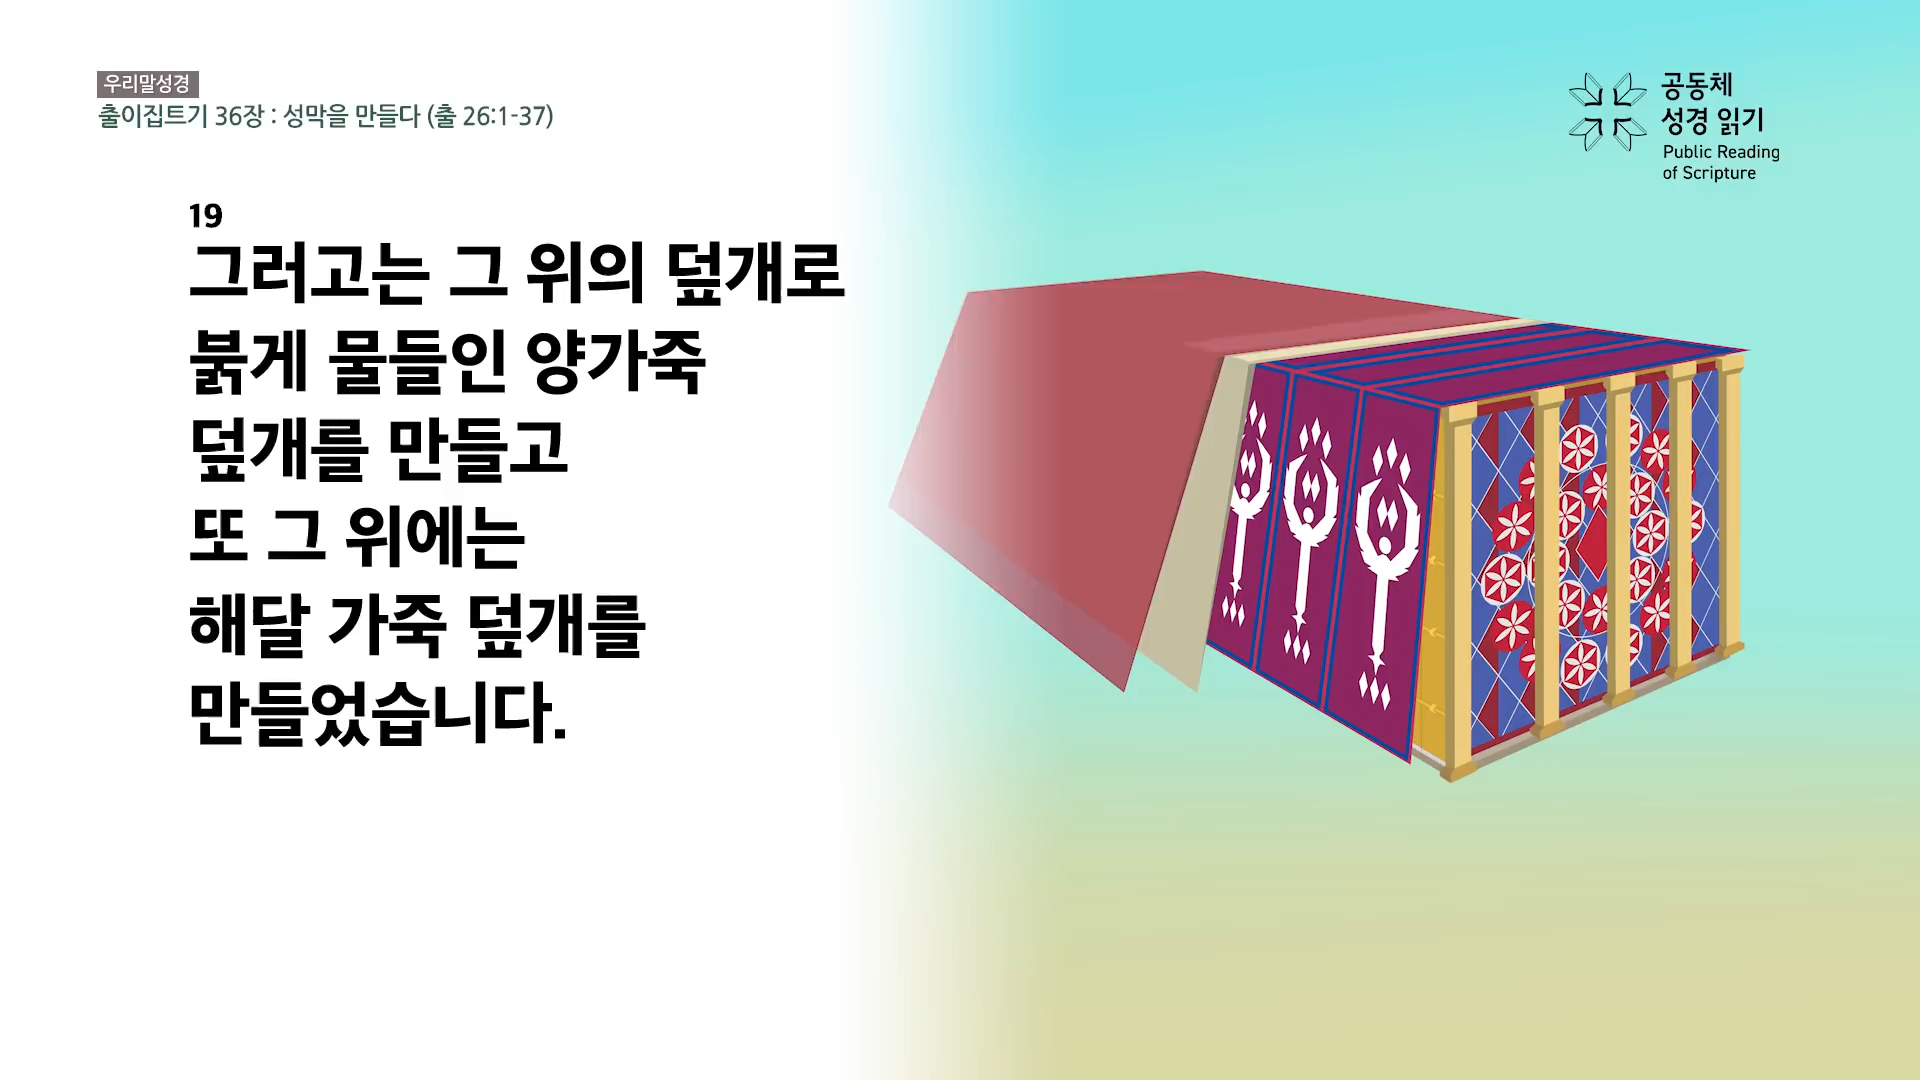 우리말성경
출이집트기 36장 : 성막을 만들다 (출 26:1-37)
공동체
성경 읽기
Public Reading
of Scripture
19
그러고는 그 위의 덮개로
붉게 물들인 양가죽
덮개를 만들고
또 그 위에는
해달 가죽 덮개를
만들었습니다.